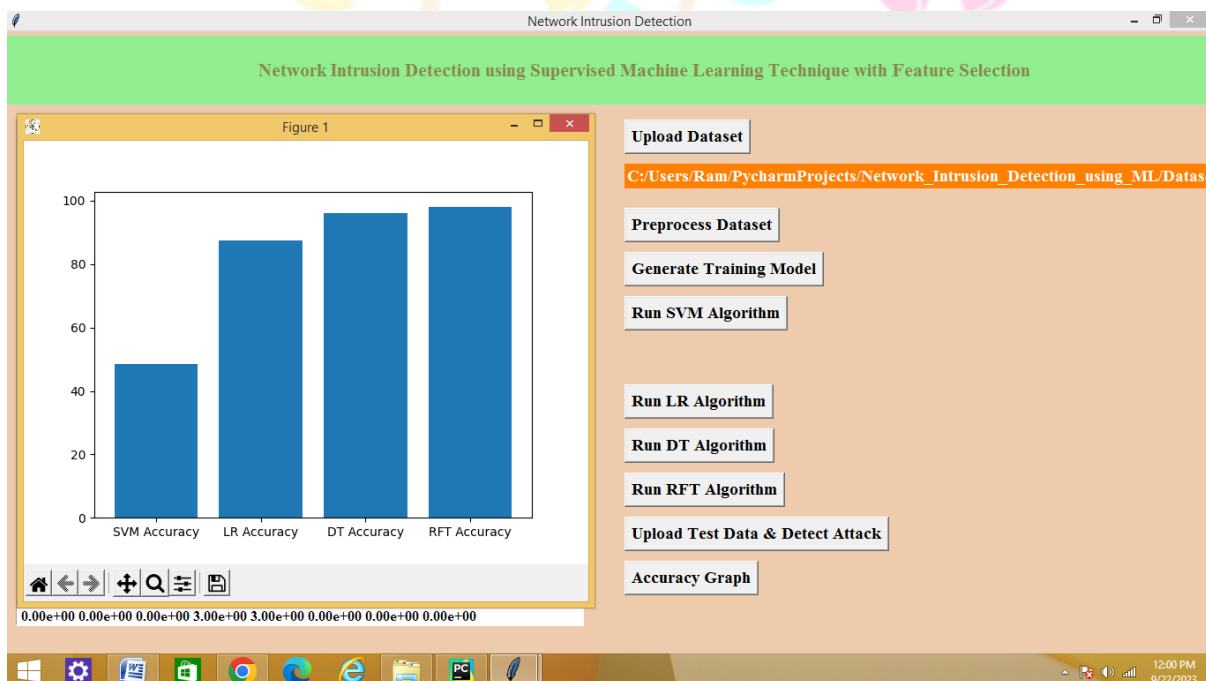 Network Intrusion Detection
Network Intrusion Detection using Supervised Machine Learning Technique with Feature Selection
Figure 1
100
80
60
40
20
0
SVM Accuracy LR Accuracy DT Accuracy RFT Accuracy
0.00e+00 0.00e+00 0.00e+00 3.00e+00 3.00e+00 0.00e+00 0.00e+00 0.00e+00
Upload Dataset
C:/Users/Ram/PycharmProjects/Network_Intrusion_Detection_using_ML/Datas
Preprocess Dataset
Generate Training Model
Run SVM Algorithm
Run LR Algorithm
Run DT Algorithm
Run RFT Algorithm
Upload Test Data & Detect Attack
Accuracy Graph
PC
12:00 PM
9/22/2023